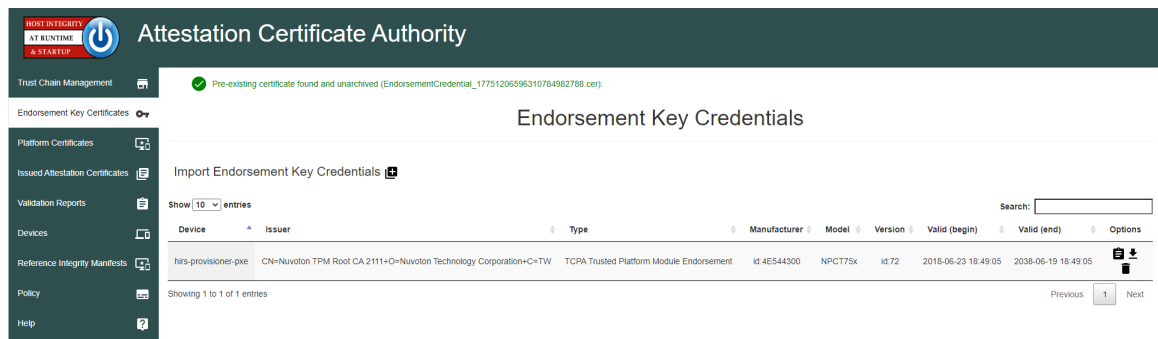 HOST INTEGRITY
AT RUNTIME
& STARTUP
Attestation Certificate Authority
Trust Chain Management
Endorsement Key Certificates
Platform Certificates
Issued Attestation Certificates
Validation Reports
Devices
Reference Integrity Manifests
Policy
Help
Pre-existing certificate found and unarchived (EndorsementCredential_17751206596310784982788.cer):
Endorsement Key Credentials
Import Endorsement Key Credentials
Show 10 entries
Search:
Device Issuer Type Manufacturer Model Version Valid (begin) Valid (end) Options
hirs-provisioner-pxe CN=Nuvoton TPM Root CA 2111+O=Nuvoton Technology Corporation+C=TW TCPA Trusted Platform Module Endorsement id:4E544300 NPCT75x id:72 2018-06-23 18:49:05 2038-06-19 18:49:05
Showing 1 to 1 of 1 entries
Previous 1 Next